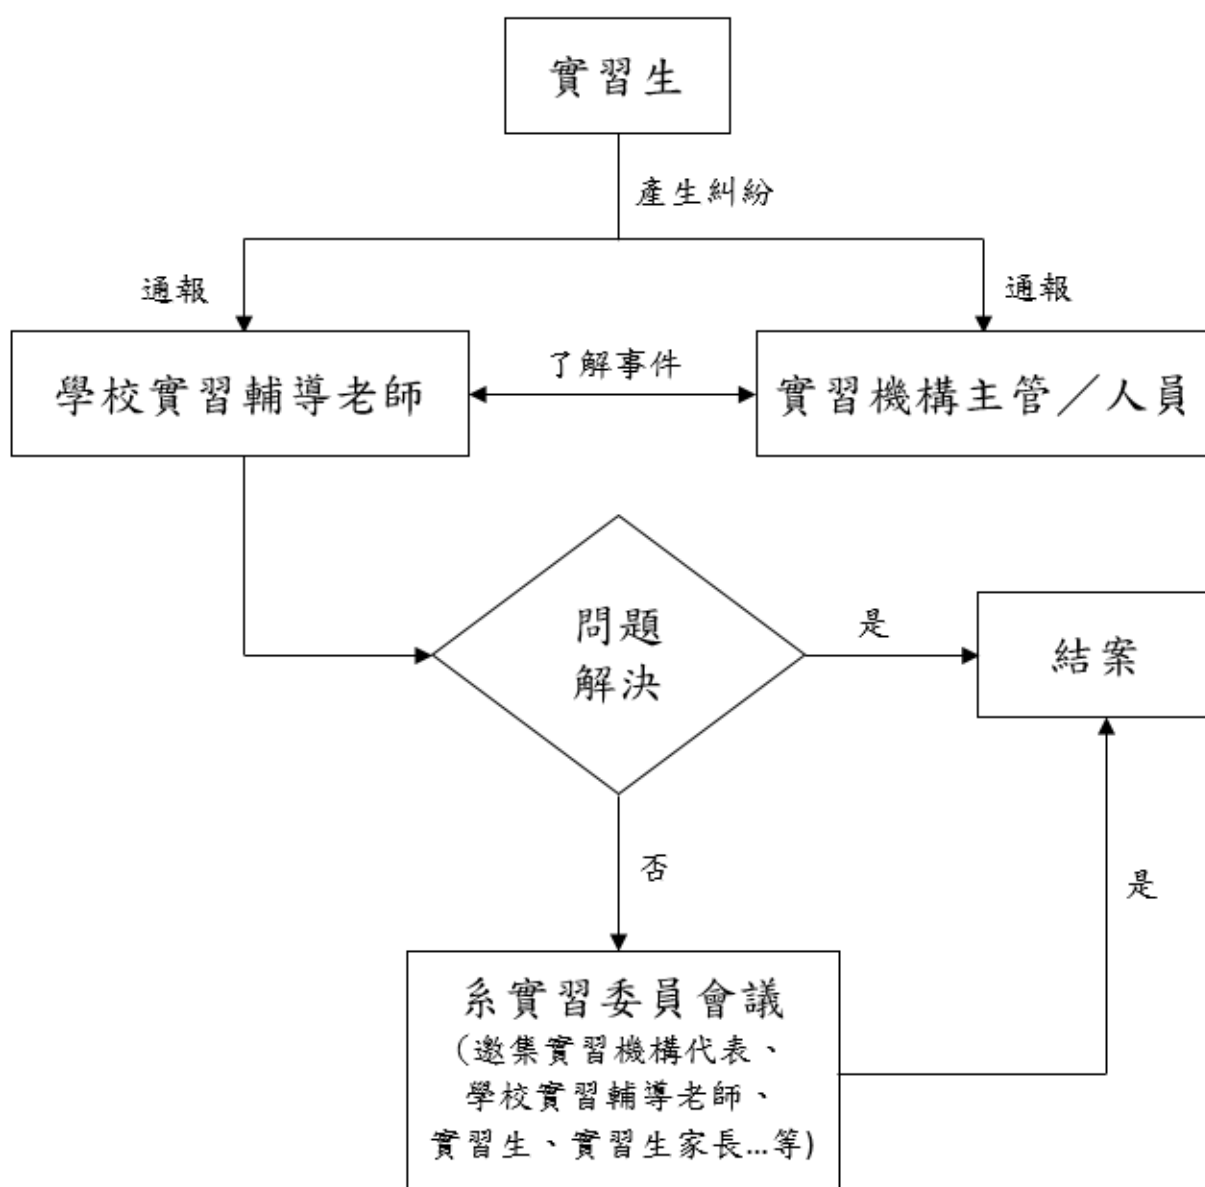 實習生
產生糾紛
通報
通報
學校實習輔導老師
了解事件
實習機構主管／人員
問題
解決
是
結案
否
是
系實習委員會議
(邀集實習機構代表、
學校實習輔導老師、
實習生、實習生家長...等)